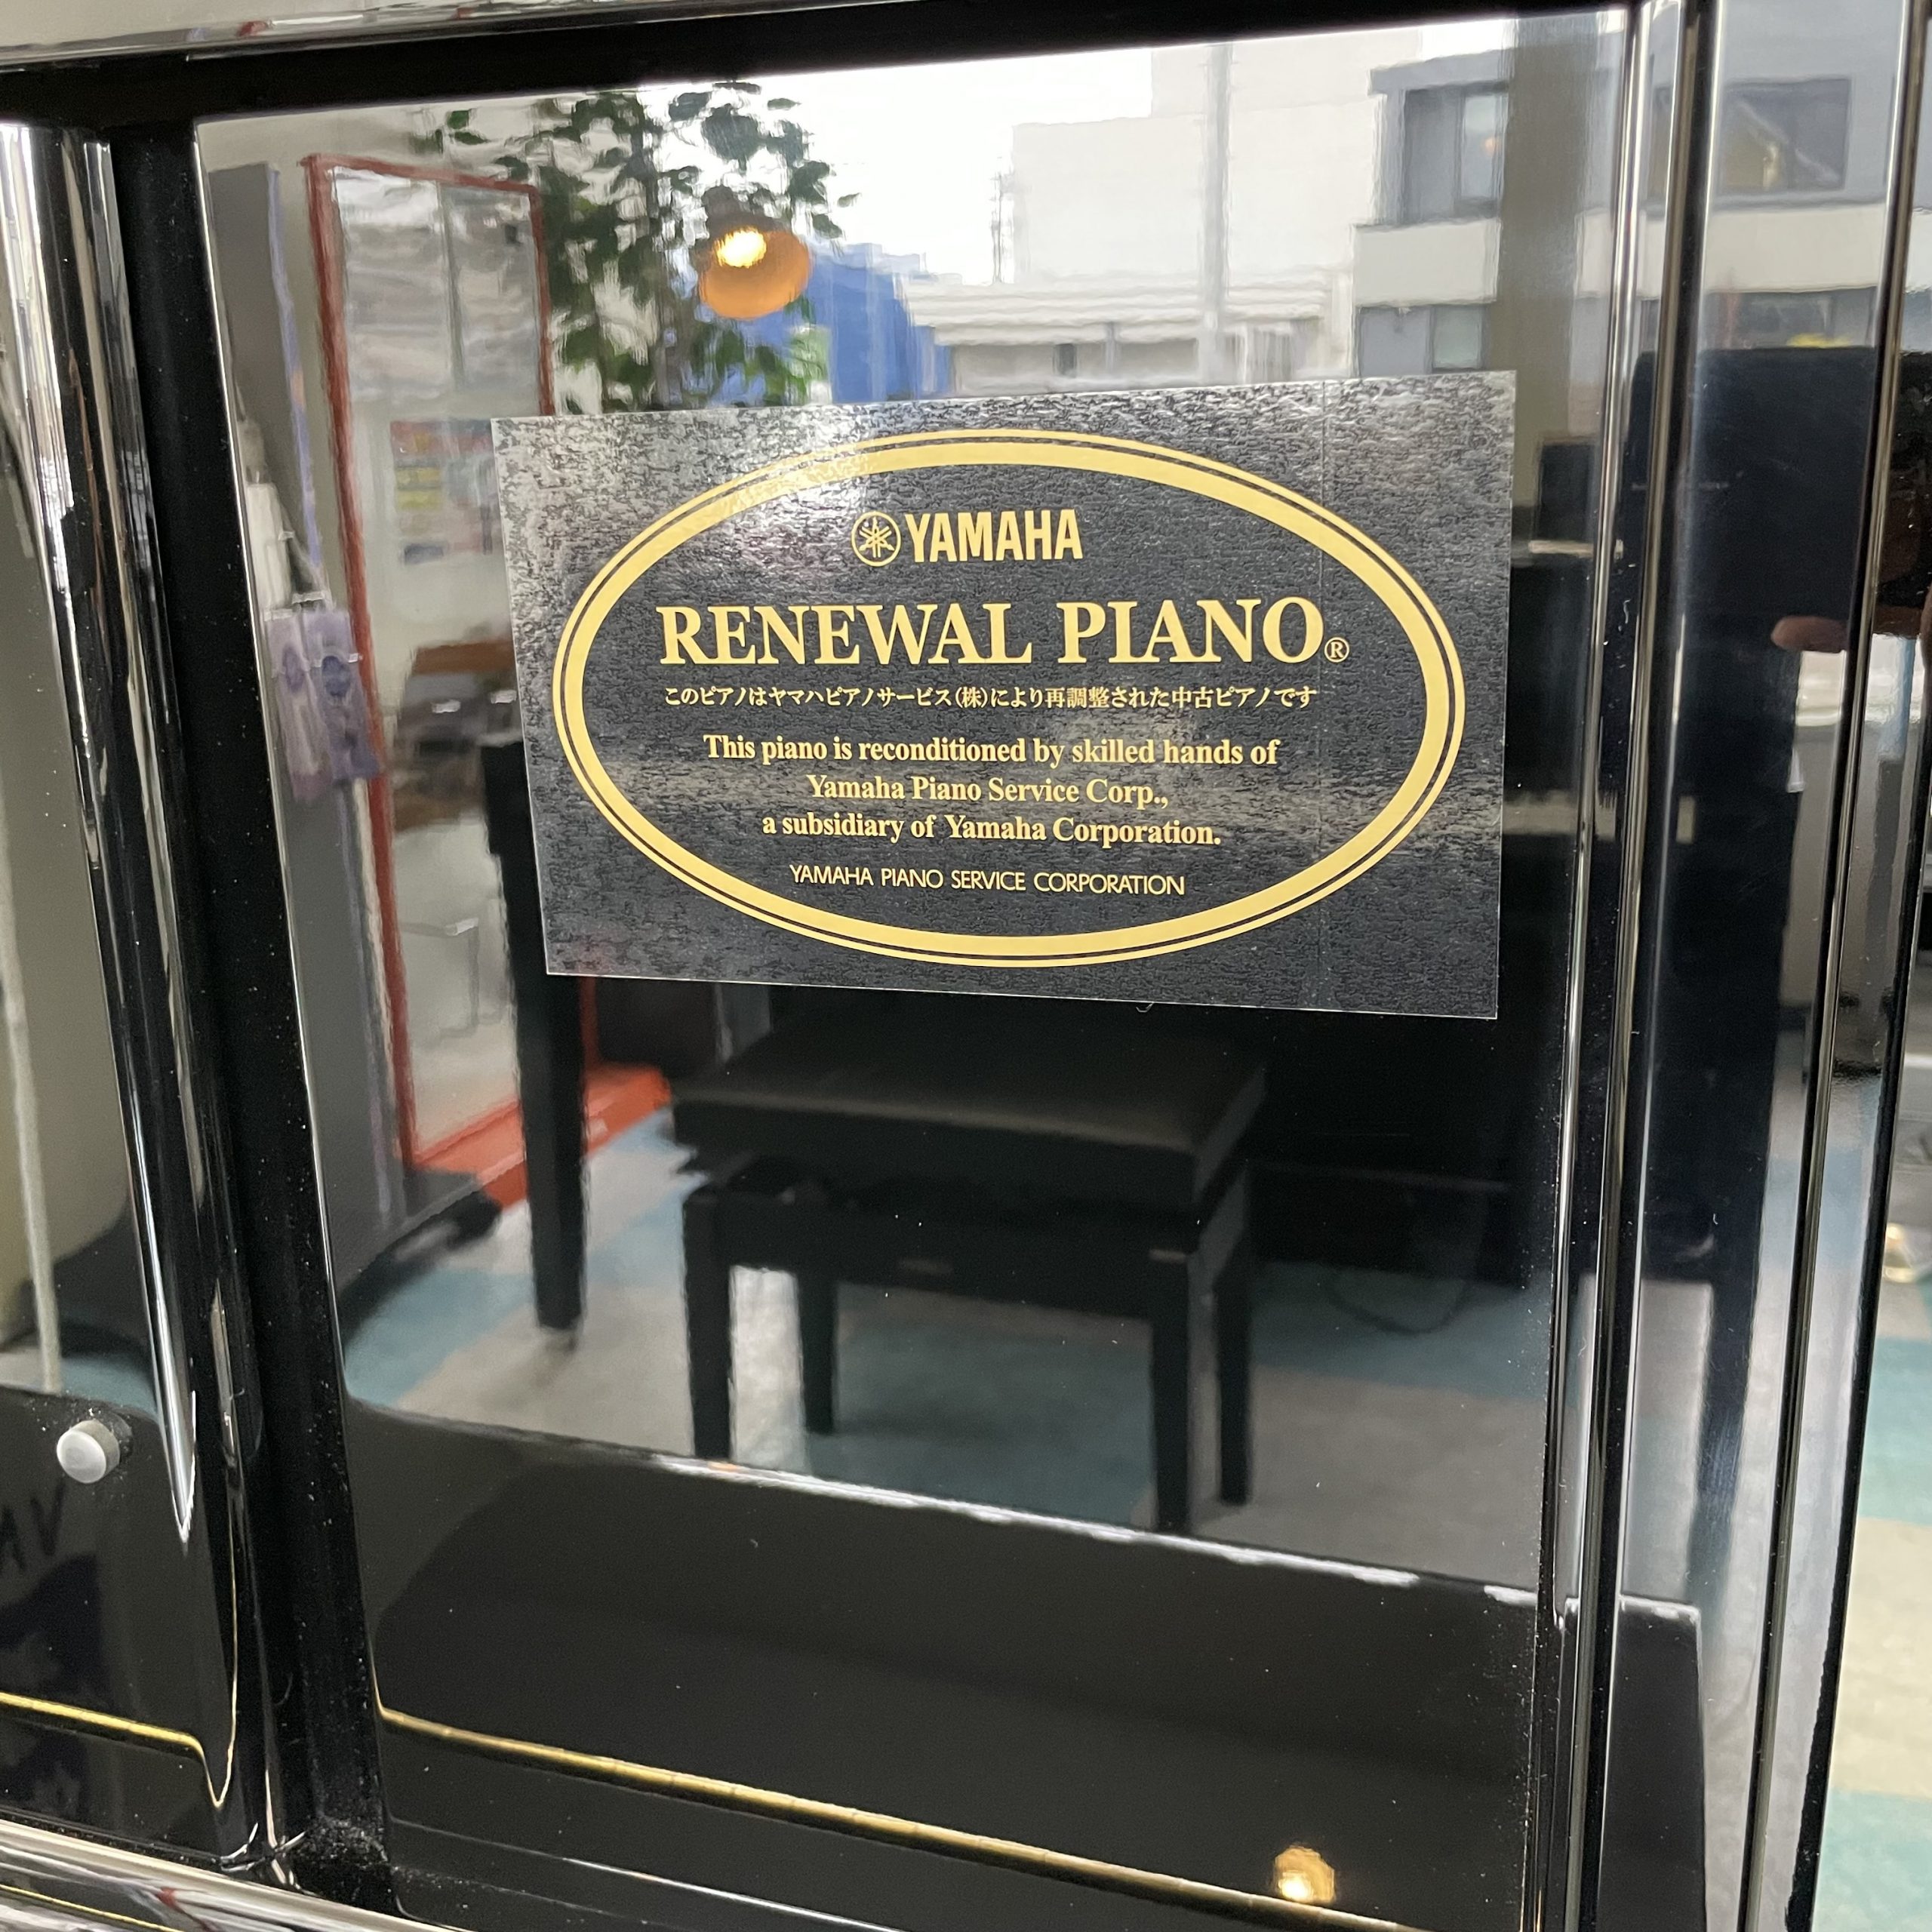 YAMAHA
RENEWAL PIANO®
このピアノはヤマハピアノサービス(株)により再調整された中古ピアノです
This piano is reconditioned by skilled hands of
Yamaha Piano Service Corp.,
a subsidiary of Yamaha Corporation.
YAMAHA PIANO SERVICE CORPORATION